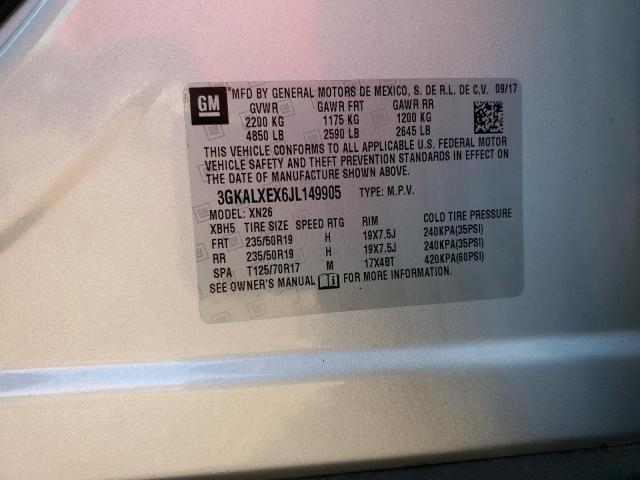 GM
MFD BY GENERAL MOTORS DE MEXICO, S. DE R.L. DE C.V. 09/17
GVWR GAWR FRT GAWR RR
2200 KG 1175 KG 1200 KG
4850 LB 2590 LB 2645 LB
THIS VEHICLE CONFORMS TO ALL APPLICABLE U.S. FEDERAL MOTOR
VEHICLE SAFETY AND THEFT PREVENTION STANDARDS IN EFFECT ON
THE DATE OF MANUFACTURE SHOWN ABOVE.
3GKALXEX6JL149905 TYPE: M.P.V.
MODEL: XN26
XBH5 TIRE SIZE SPEED RTG RIM COLD TIRE PRESSURE
FRT 235/50R19 H 19X7.5J 240KPA(35PSI)
RR 235/50R19 H 19X7.5J 240KPA(35PSI)
SPA T125/70R17 M 17X4BT 420KPA(60PSI)
SEE OWNER'S MANUAL FOR MORE INFORMATION.